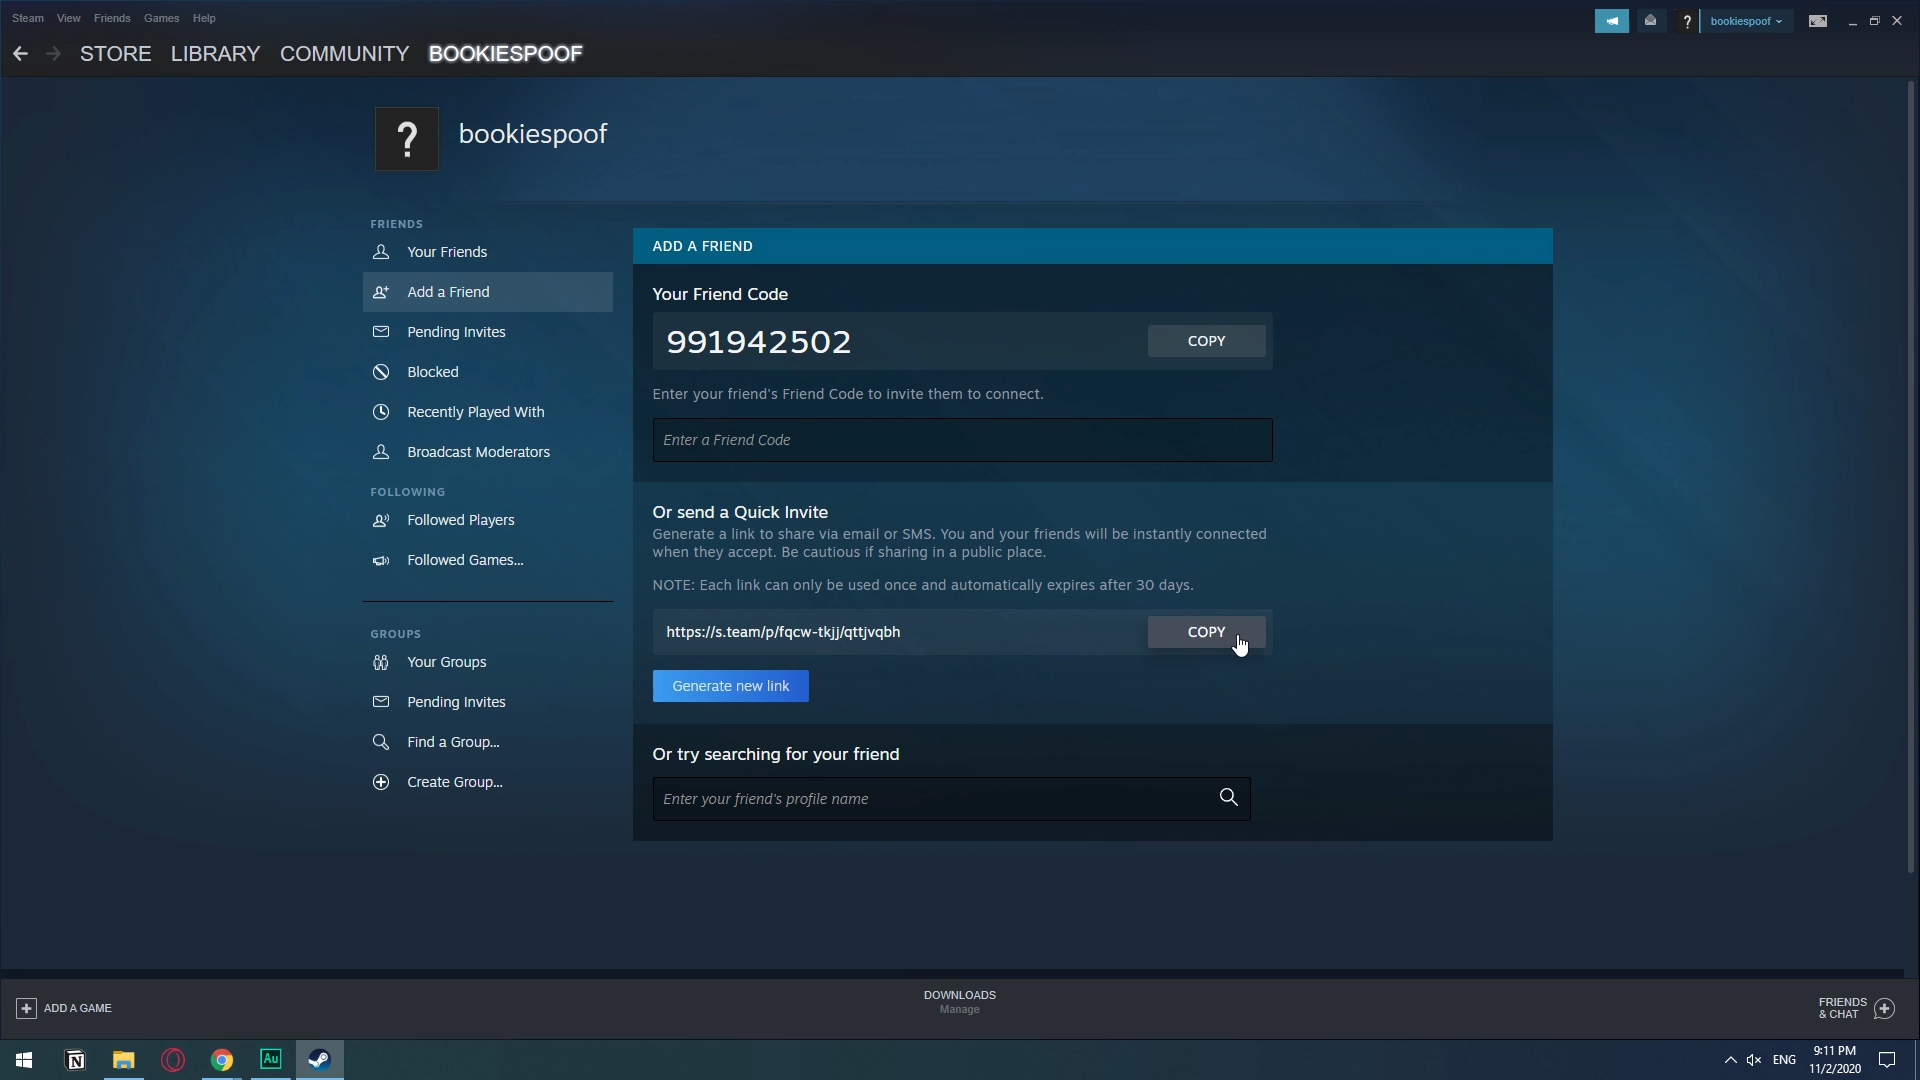 Steam View Friends Games Help
? bookiespoof
STORE LIBRARY COMMUNITY BOOKIESPOOF
? bookiespoof
FRIENDS
Your Friends
Add a Friend
Pending Invites
Blocked
Recently Played With
Broadcast Moderators
FOLLOWING
Followed Players
Followed Games...
GROUPS
Your Groups
Pending Invites
Find a Group...
Create Group...
ADD A FRIEND
Your Friend Code
991942502 COPY
Enter your friend's Friend Code to invite them to connect.
Enter a Friend Code
Or send a Quick Invite
Generate a link to share via email or SMS. You and your friends will be instantly connected
when they accept. Be cautious if sharing in a public place.
NOTE: Each link can only be used once and automatically expires after 30 days.
https://s.team/p/fqcw-tkjj/qttjvqbh COPY
Generate new link
Or try searching for your friend
Enter your friend's profile name
ADD A GAME
DOWNLOADS
Manage
FRIENDS
& CHAT
N
Au
ENG
9:11 PM
11/2/2020